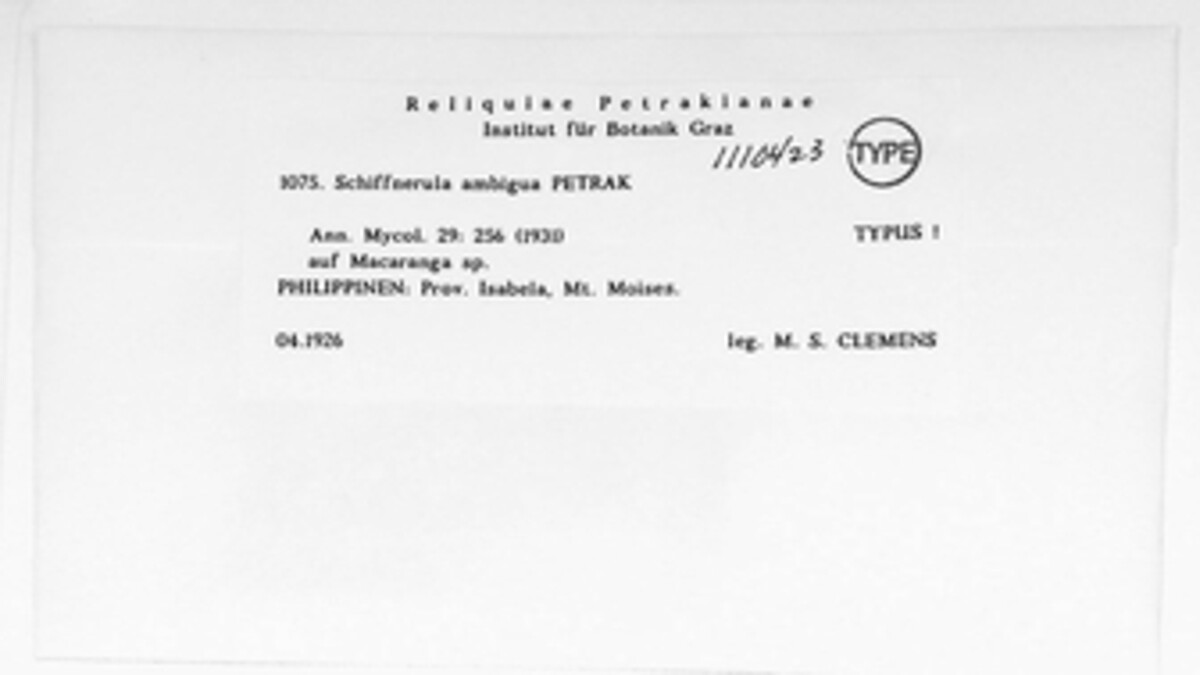 Reliquiae Petrakianae
Institut für Botanik Graz
11104/23 TYPE
1075. Schiffnerula ambigua PETRAK
Ann. Mycol. 29: 256 (1931) TYPUS !
auf Macaranga sp.
PHILIPPINEN: Prov. Isabela, Mt. Moises.
04.1926 leg. M. S. CLEMENS